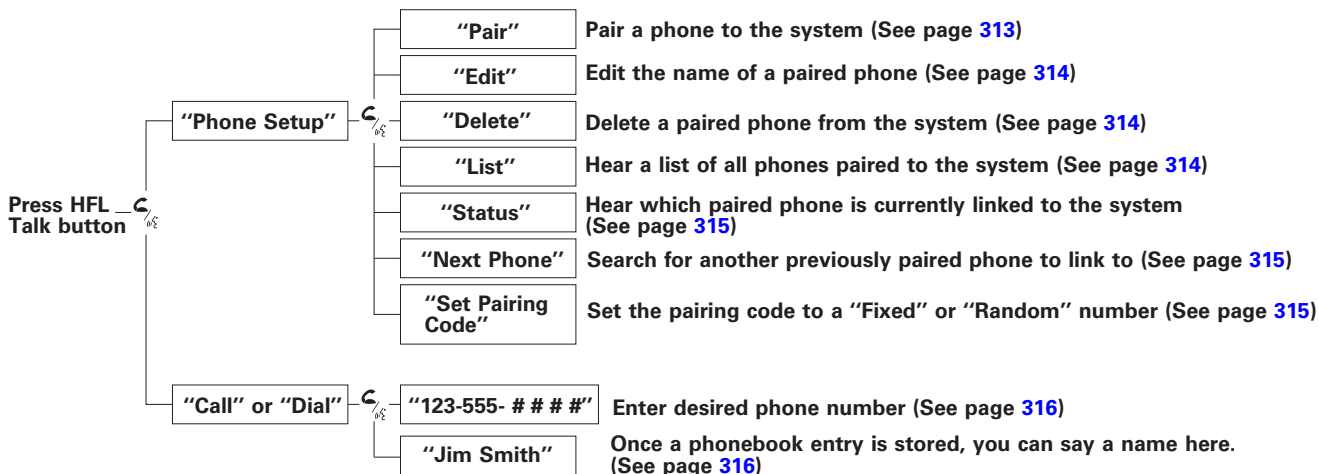 "Pair" Pair a phone to the system (See page 313)
"Edit" Edit the name of a paired phone (See page 314)
"Phone Setup" "Delete" Delete a paired phone from the system (See page 314)
"List" Hear a list of all phones paired to the system (See page 314)
Press HFL
Talk button
"Status" Hear which paired phone is currently linked to the system
(See page 315)
"Next Phone" Search for another previously paired phone to link to (See page 315)
"Set Pairing
Code"
Set the pairing code to a "Fixed" or "Random" number (See page 315)
"Call" or "Dial" "123-555- # # # #" Enter desired phone number (See page 316)
"Jim Smith" Once a phonebook entry is stored, you can say a name here.
(See page 316)